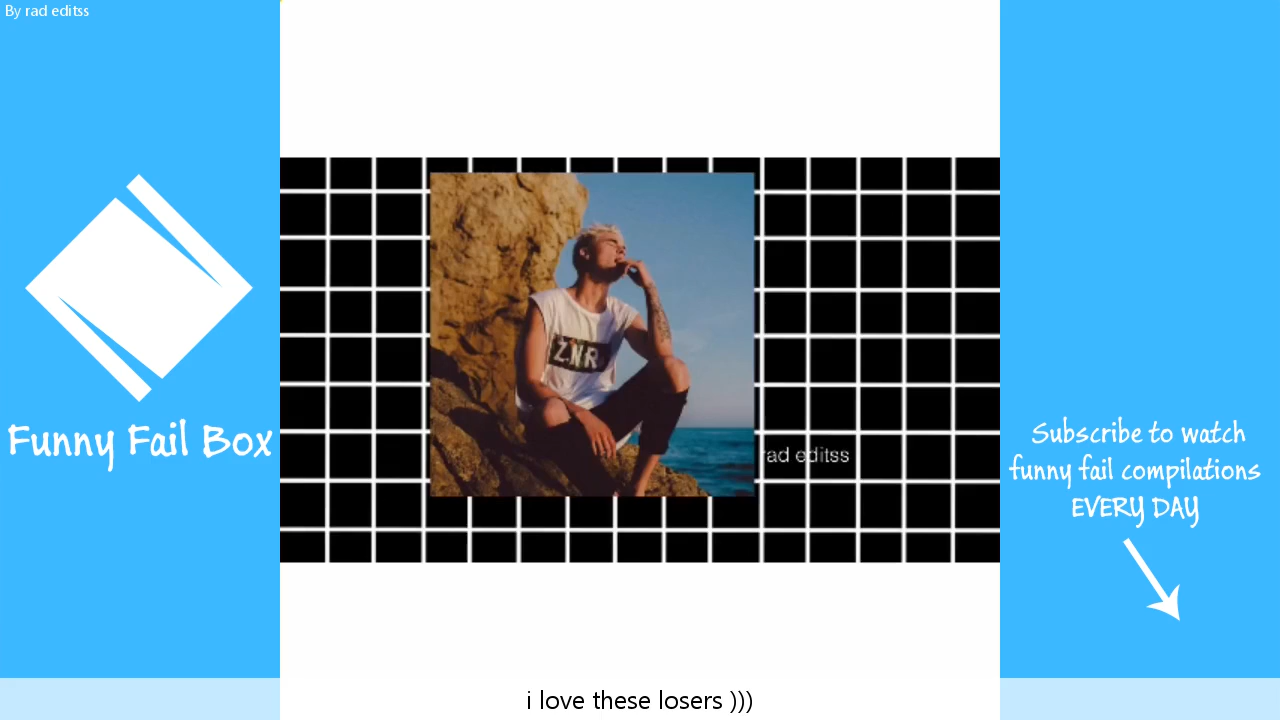 By rad editss
Funny Fail Box
ZNR
rad editss
Subscribe to watch
funny fail compilations
EVERY DAY
i love these losers )))